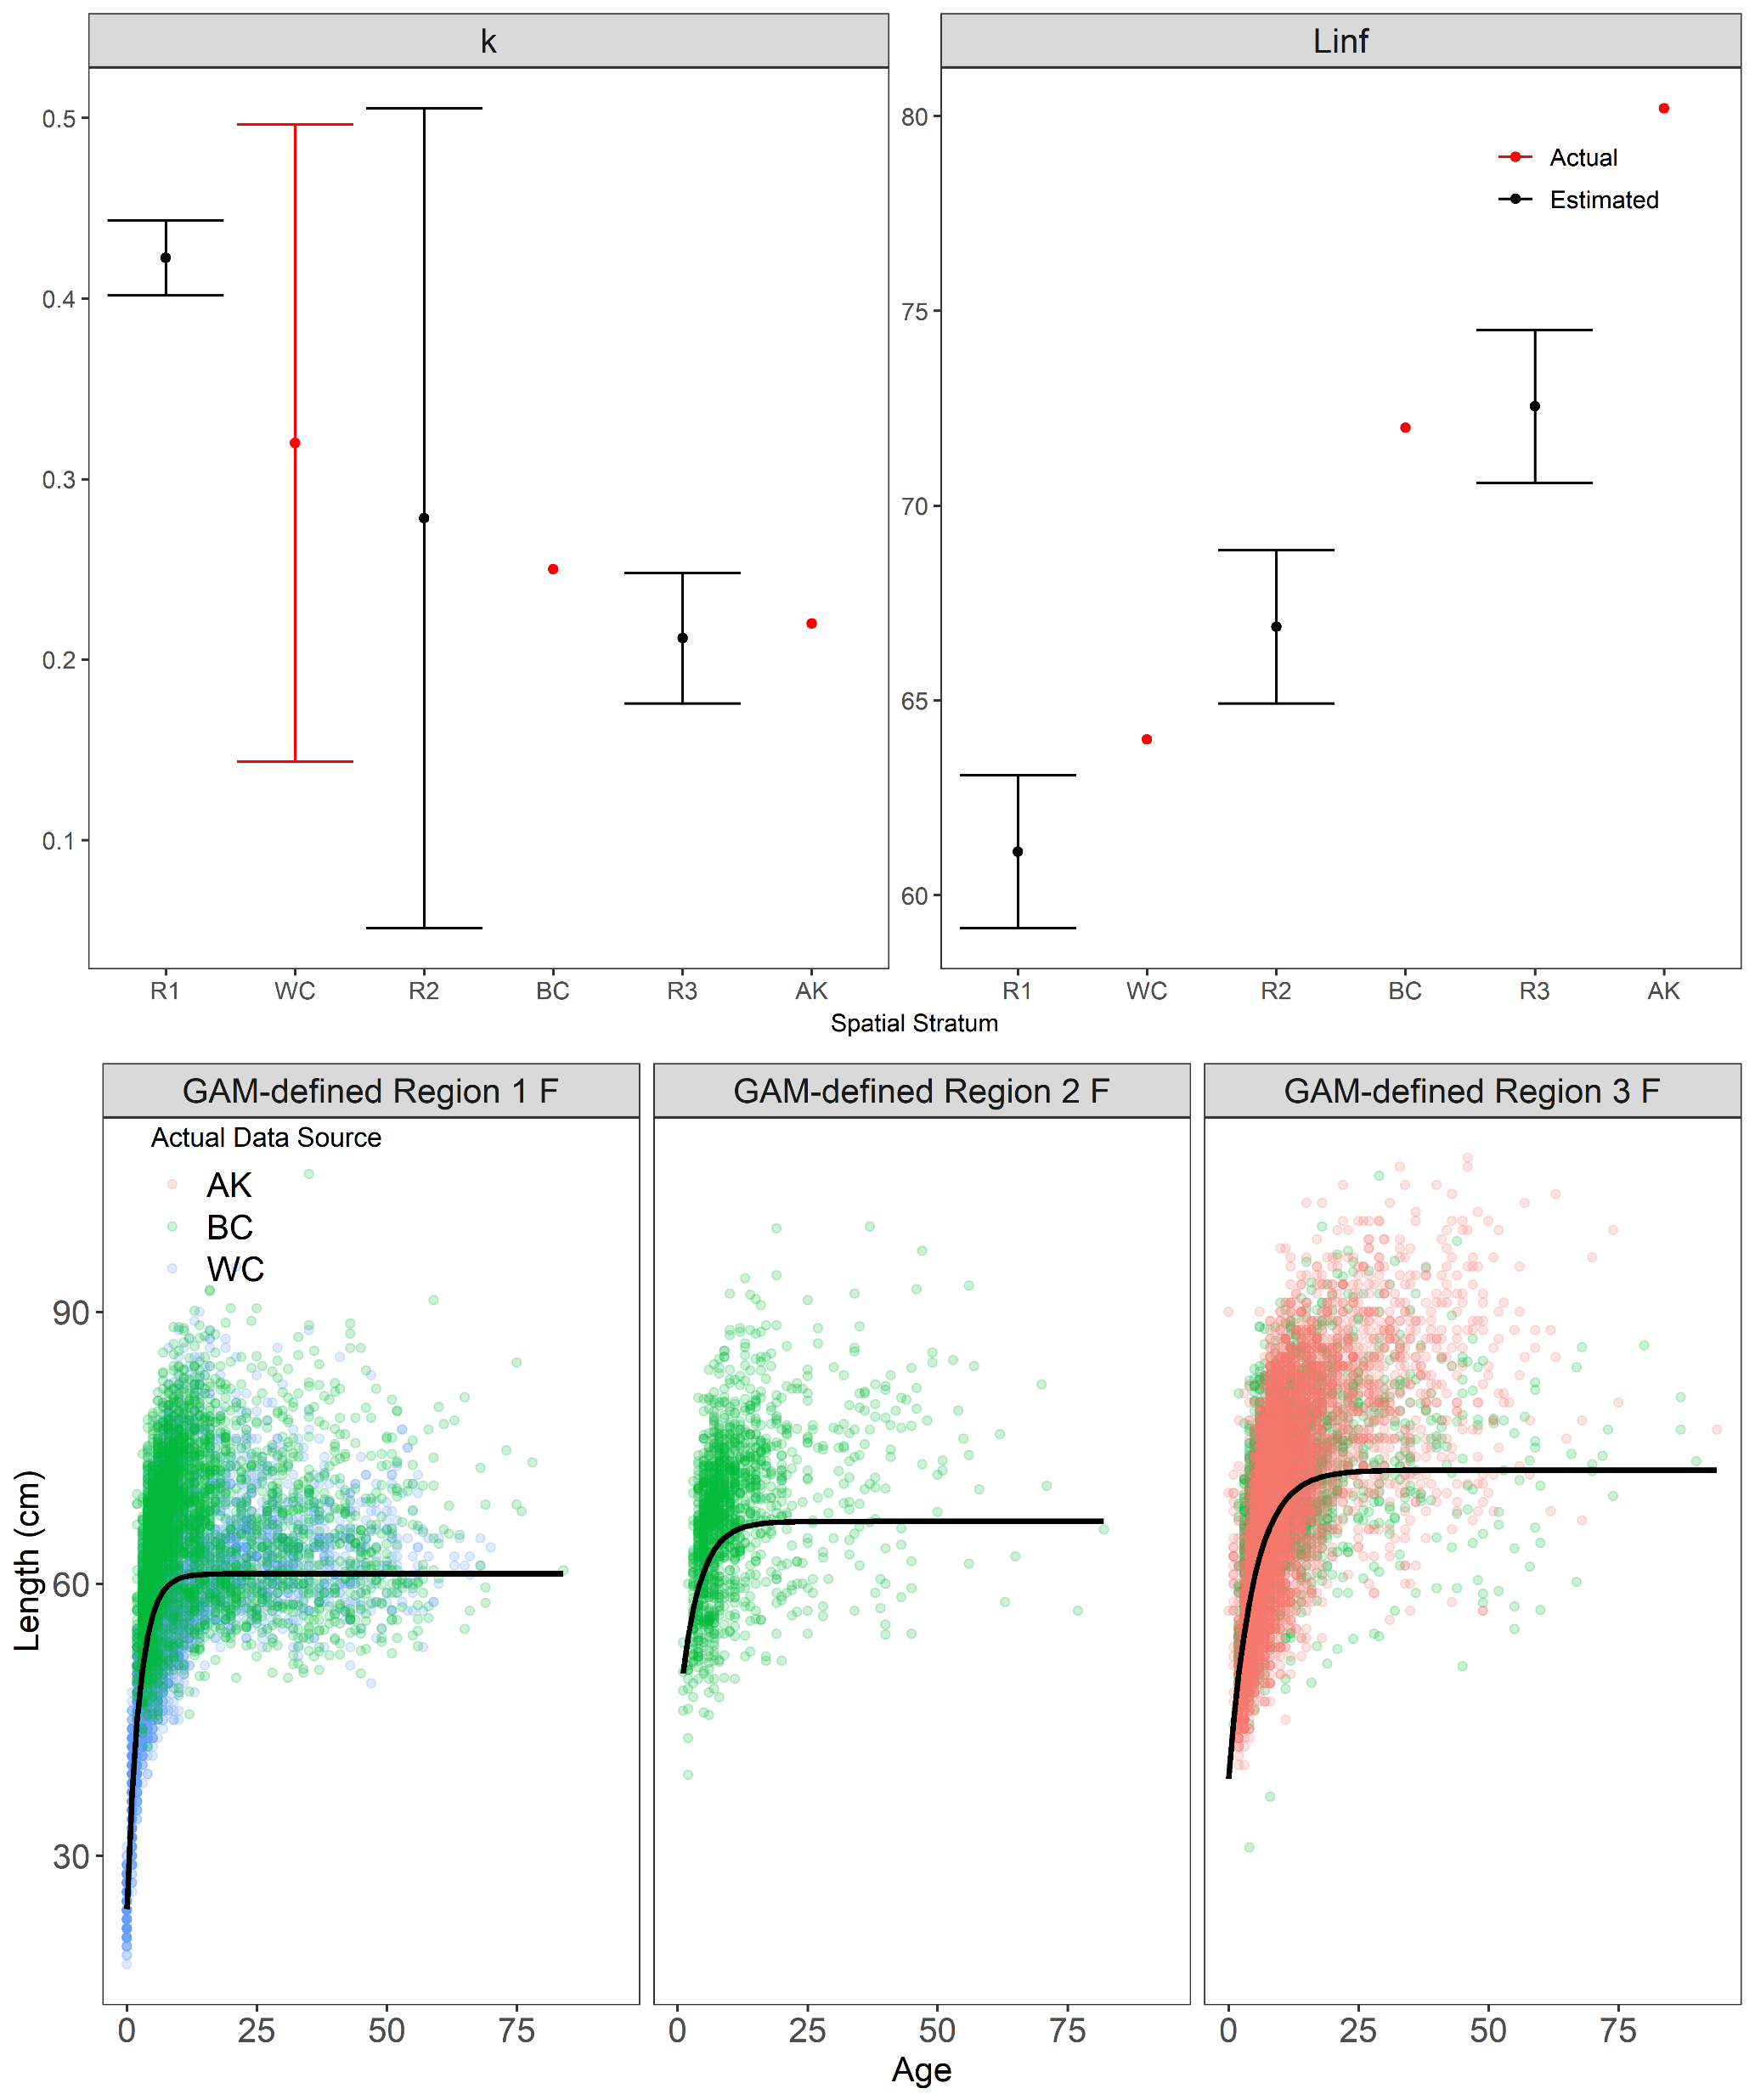 k
Linf
0.5
0.4
0.3
0.2
0.1
80
75
70
65
60
Actual
Estimated
R1 WC R2 BC R3 AK
R1 WC R2 BC R3 AK
Spatial Stratum
GAM-defined Region 1 F
GAM-defined Region 2 F
GAM-defined Region 3 F
Actual Data Source
AK
BC
WC
Length (cm)
90
60
30
0 25 50 75
0 25 50 75
0 25 50 75
Age